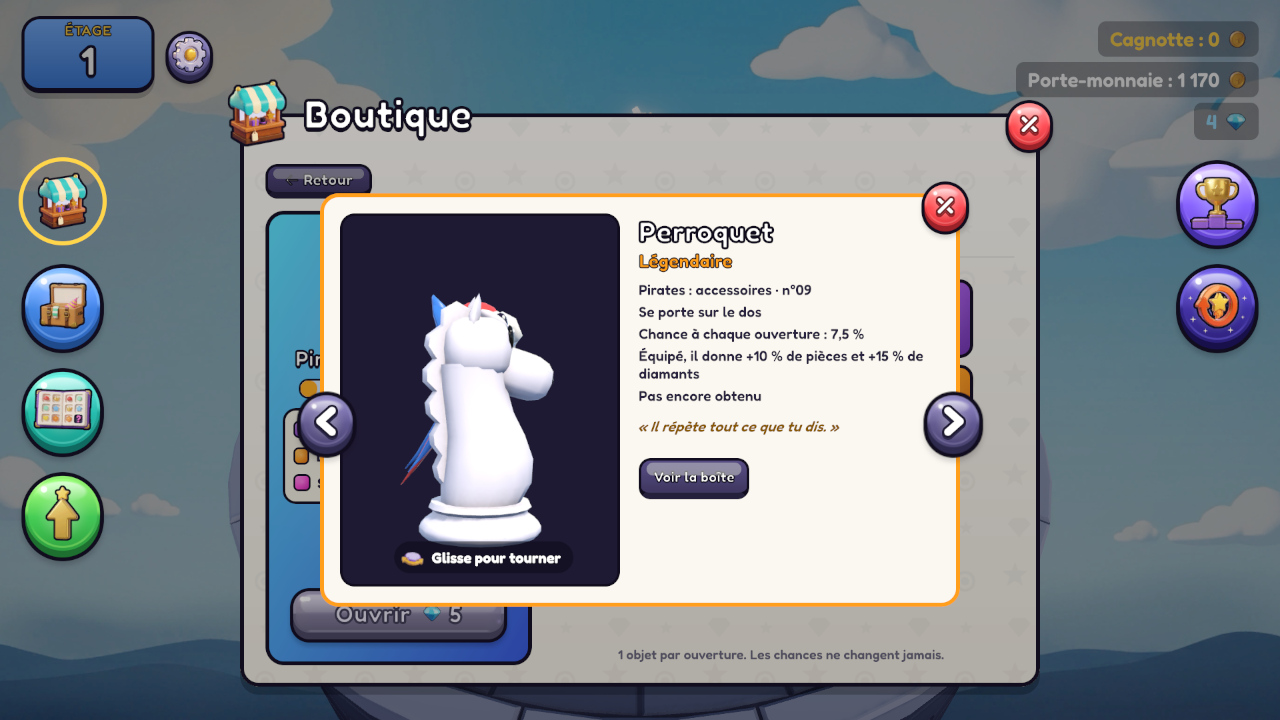 ÉTAGE
1
Cagnotte : 0
Porte-monnaie : 1 170
4
Boutique
← Retour
Perroquet
Légendaire
Pirates : accessoires · n°09
Se porte sur le dos
Chance à chaque ouverture : 7,5 %
Équipé, il donne +10 % de pièces et +15 % de
diamants
Pas encore obtenu
« Il répète tout ce que tu dis. »
Voir la boîte
Glisse pour tourner
Ouvrir 5
1 objet par ouverture. Les chances ne changent jamais.